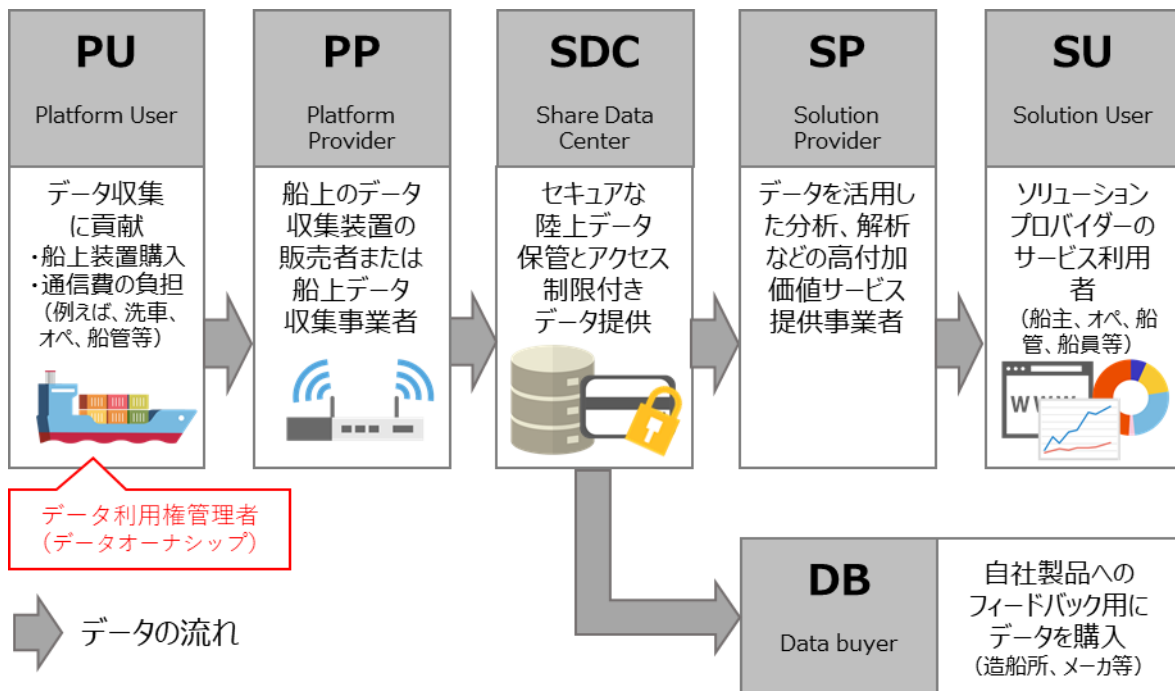 PU
Platform User
データ収集
に貢献
・船上装置購入
・通信費の負担
（例えば、洗車、
オペ、船管等）
データ利用権管理者
（データオーナシップ）
PP
Platform
Provider
船上のデータ
収集装置の
販売者または
船上データ
収集事業者
SDC
Share Data
Center
セキュアな
陸上データ
保管とアクセス
制限付き
データ提供
SP
Solution
Provider
データを活用し
た分析、解析
などの高付加
価値サービス
提供事業者
SU
Solution User
ソリューション
プロバイダーの
サービス利用
者
（船主、オペ、船
管、船員等）
WWW
DB
Data buyer
自社製品への
フィードバック用に
データを購入
（造船所、メーカ等）
データの流れ